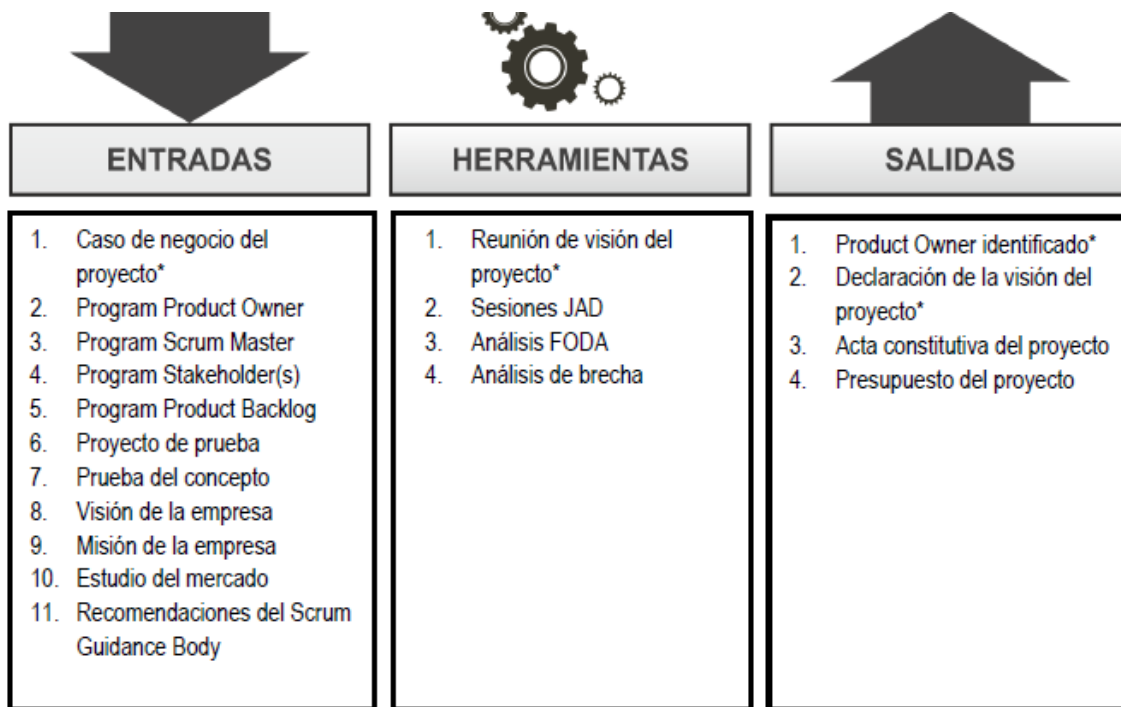 ENTRADAS
1. Caso de negocio del
proyecto*
2. Program Product Owner
3. Program Scrum Master
4. Program Stakeholder(s)
5. Program Product Backlog
6. Proyecto de prueba
7. Prueba del concepto
8. Visión de la empresa
9. Misión de la empresa
10. Estudio del mercado
11. Recomendaciones del Scrum
Guidance Body
HERRAMIENTAS
1. Reunión de visión del
proyecto*
2. Sesiones JAD
3. Análisis FODA
4. Análisis de brecha
SALIDAS
1. Product Owner identificado*
2. Declaración de la visión del
proyecto*
3. Acta constitutiva del proyecto
4. Presupuesto del proyecto